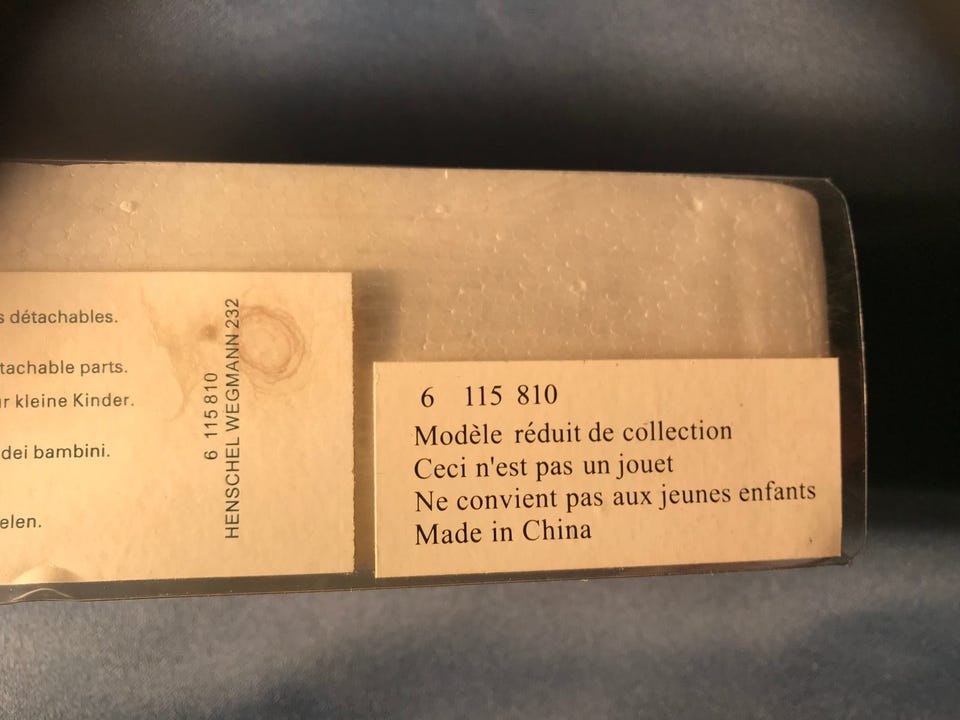 s détachables.
tachable parts.
ir kleine Kinder.
dei bambini.
elen.
6 115 810
HENSCHEL WEGMANN 232
6 115 810
Modèle réduit de collection
Ceci n'est pas un jouet
Ne convient pas aux jeunes enfants
Made in China